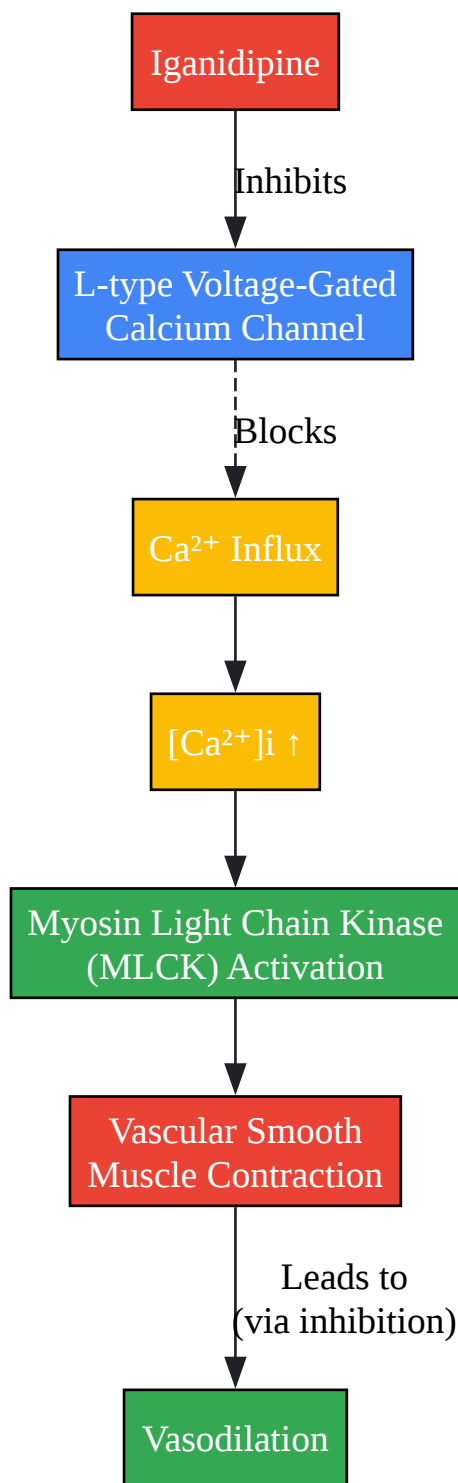 Iganidipine
Inhibits
L-type Voltage-Gated
Calcium Channel
Blocks
Ca²⁺ Influx
[Ca²⁺]i ↑
Myosin Light Chain Kinase
(MLCK) Activation
Vascular Smooth
Muscle Contraction
Leads to
(via inhibition)
Vasodilation